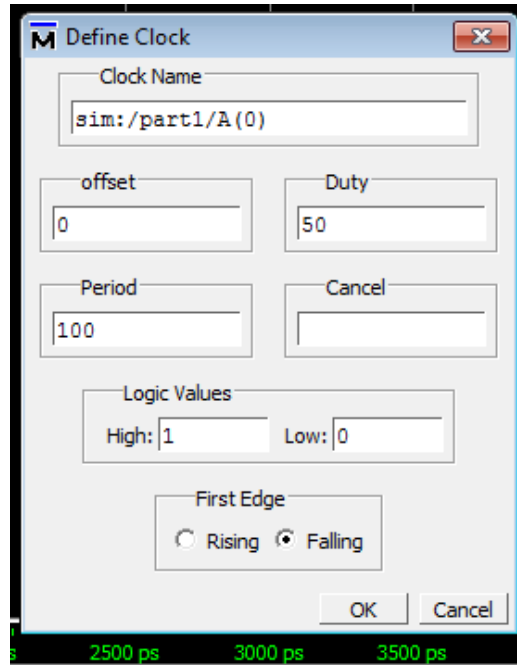 M Define Clock
Clock Name
sim:/part1/A(0)
offset Duty
0 50
Period Cancel
100
Logic Values
High: 1 Low: 0
First Edge
Rising Falling
OK Cancel
s 2500 ps 3000 ps 3500 ps